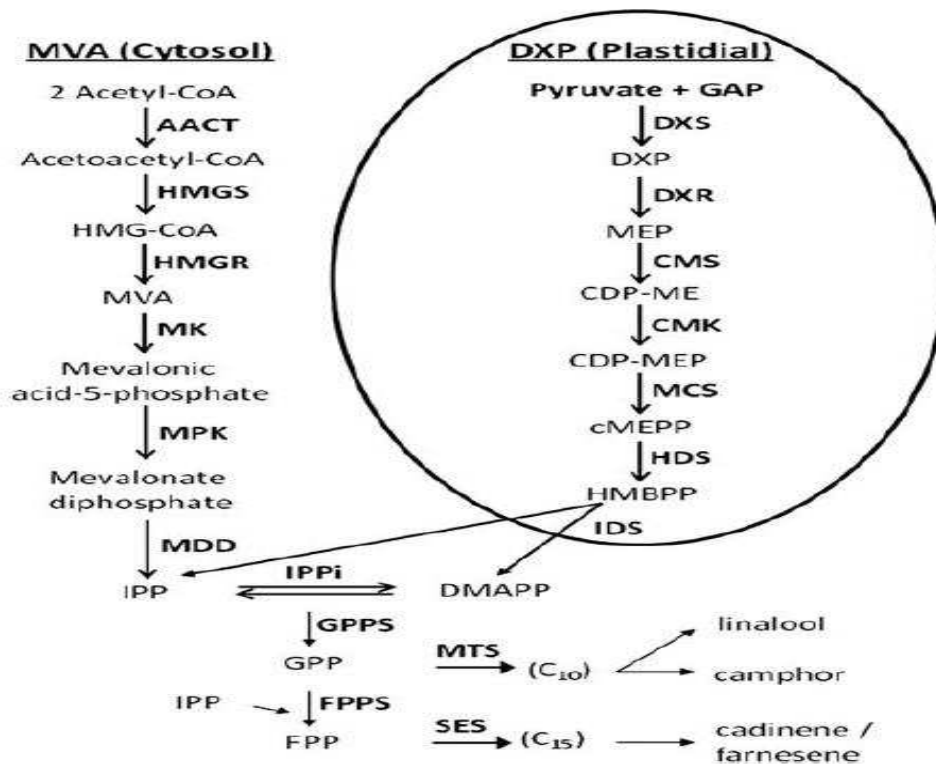 MVA (Cytosol)
2 Acetyl-CoA
AACT
Acetoacetyl-CoA
HMGS
HMG-CoA
HMGR
MVA
MK
Mevalonic
acid-5-phosphate
MPK
Mevalonate
diphosphate
MDD
IPP
DXP (Plastidial)
Pyruvate + GAP
DXS
DXP
DXR
MEP
CMS
CDP-ME
CMK
CDP-MEP
MCS
cMEPP
HDS
HMBPP
IDS
IPPi
DMAPP
GPPS
GPP
MTS
(C₁₀)
linalool
camphor
IPP
FPPS
FPP
SES
(C₁₅)
cadinene /
farnesene